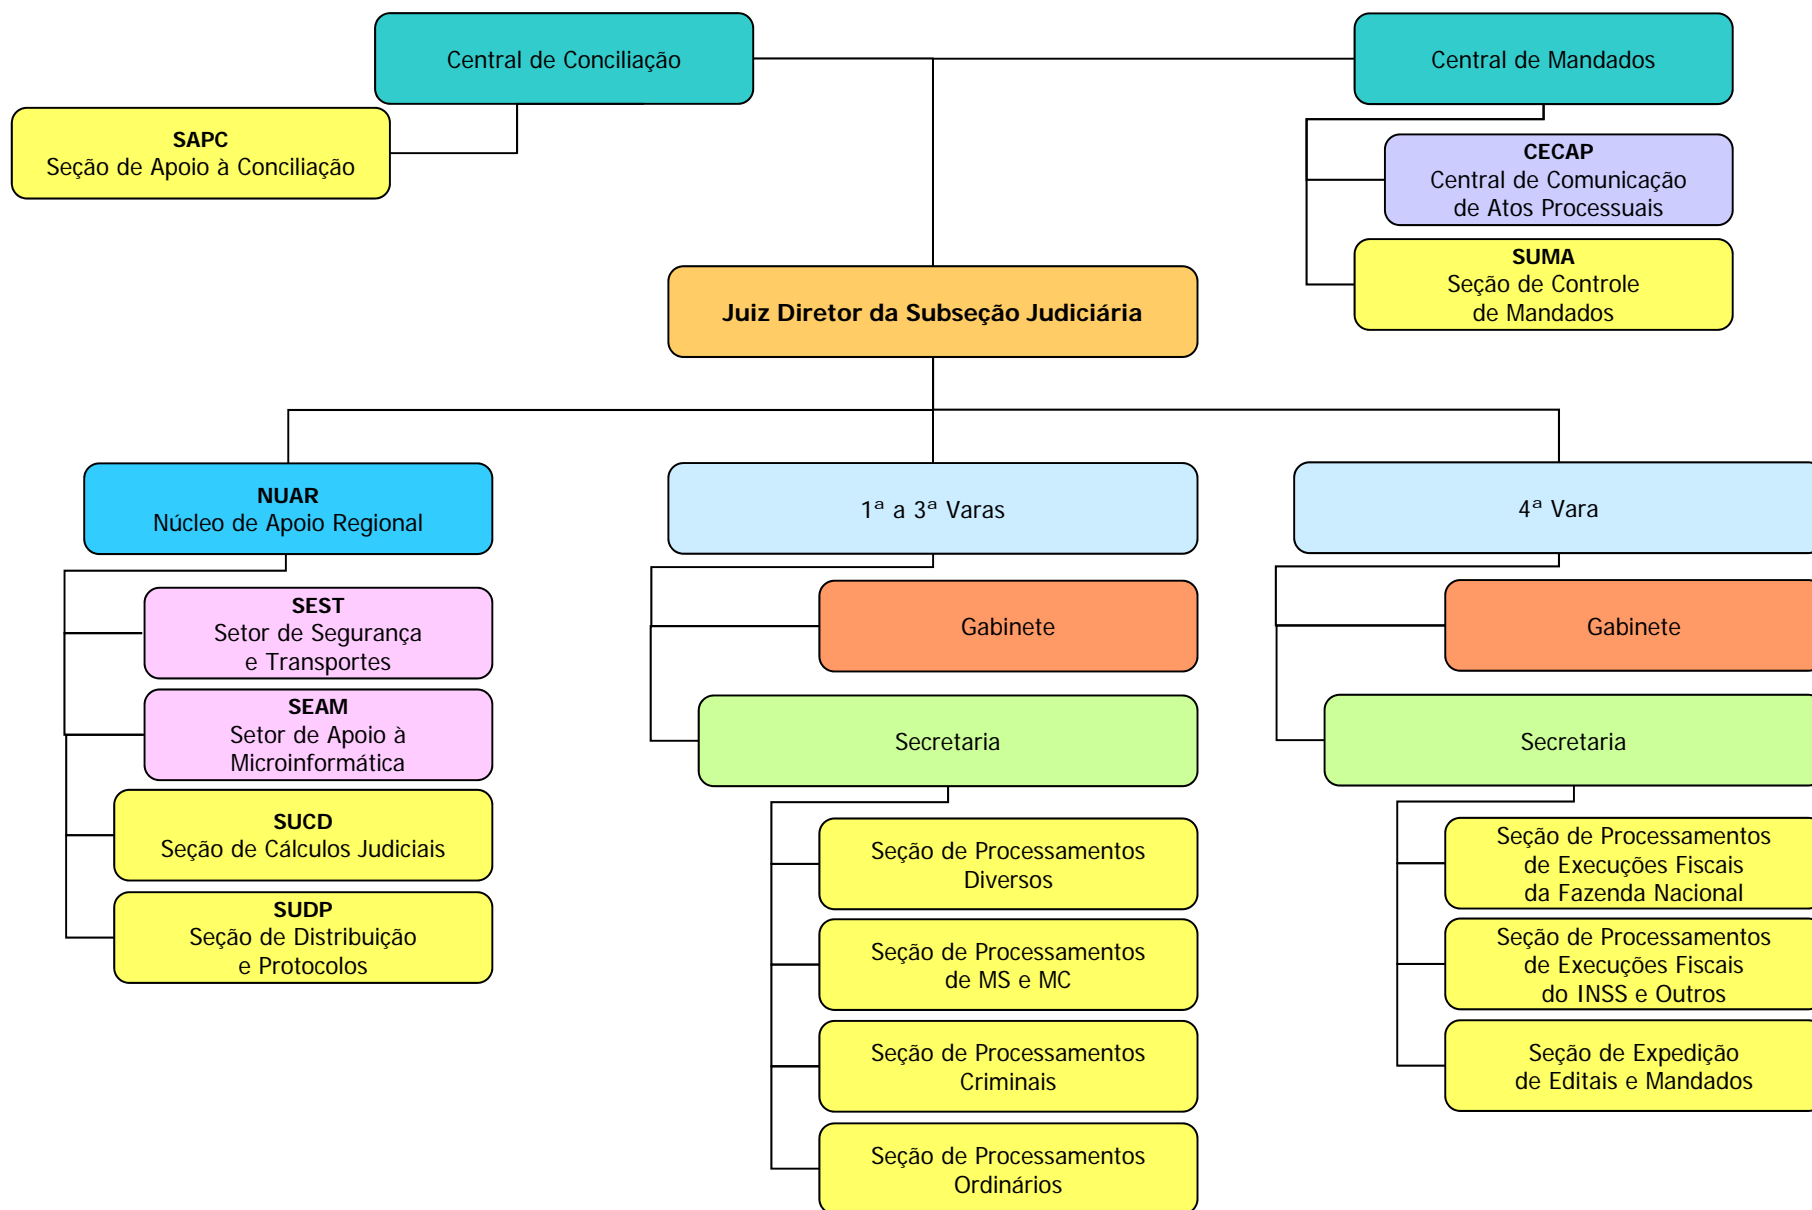 Central de Conciliação
Central de Mandados
SAPC
Seção de Apoio à Conciliação
CECAP
Central de Comunicação
de Atos Processuais
SUMA
Seção de Controle
de Mandados
Juiz Diretor da Subseção Judiciária
NUAR
Núcleo de Apoio Regional
SEST
Setor de Segurança
e Transportes
SEAM
Setor de Apoio à
Microinformática
SUCD
Seção de Cálculos Judiciais
SUDP
Seção de Distribuição
e Protocolos
1ª a 3ª Varas
Gabinete
Secretaria
Seção de Processamentos
Diversos
Seção de Processamentos
de MS e MC
Seção de Processamentos
Criminais
Seção de Processamentos
Ordinários
4ª Vara
Gabinete
Secretaria
Seção de Processamentos
de Execuções Fiscais
da Fazenda Nacional
Seção de Processamentos
de Execuções Fiscais
do INSS e Outros
Seção de Expedição
de Editais e Mandados